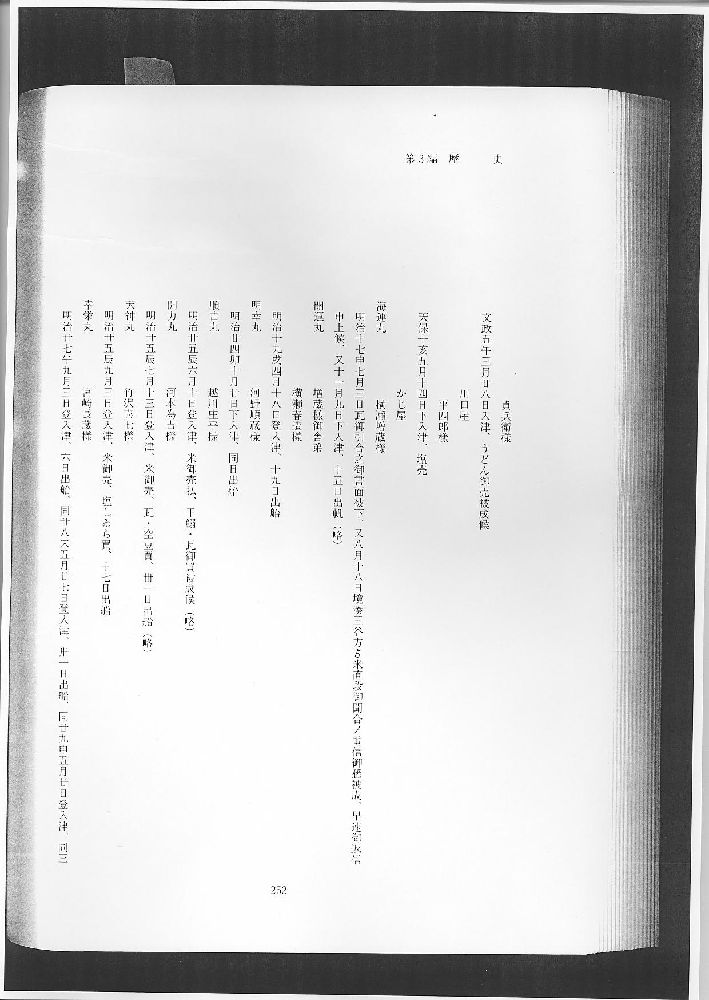 第3編　歴　　史
貞兵衛様
文政五午三月廿八日入津、うどん御売被成候
川口屋
平四郎様
天保十亥五月十四日下入津、塩売
かじ屋
海運丸　　　　　横瀬増蔵様
明治十七申七月三日瓦御引合之御書面被下、又八月十八日境湊三谷方ゟ米直段御聞合ノ電信御懸被成、早速御返信
申上候、又十一月九日下入津、十五日出帆（略）
開運丸　　　　　増蔵様御舎弟
横瀬春造様
明治十九戌四月十八日登入津、十九日出船
明幸丸　　　　　河野順蔵様
明治廿四卯十月廿日下入津、同日出船
順吉丸　　　　　越川庄平様
明治廿五辰六月十日登入津、米御売払、干鰯・瓦御買被成候（略）
開力丸　　　　　河本為吉様
明治廿五辰七月十三日登入津、米御売、瓦・空豆買、卅一日出船（略）
天神丸　　　　　竹沢喜七様
明治廿五辰九月三日登入津、米御売、塩しゐら買、十七日出船
幸栄丸　　　　　宮崎長蔵様
明治廿七午九月三日登入津、六日出船、同廿八未五月廿七日登入津、卅一日出船、同廿九申五月廿日登入津、同三
252